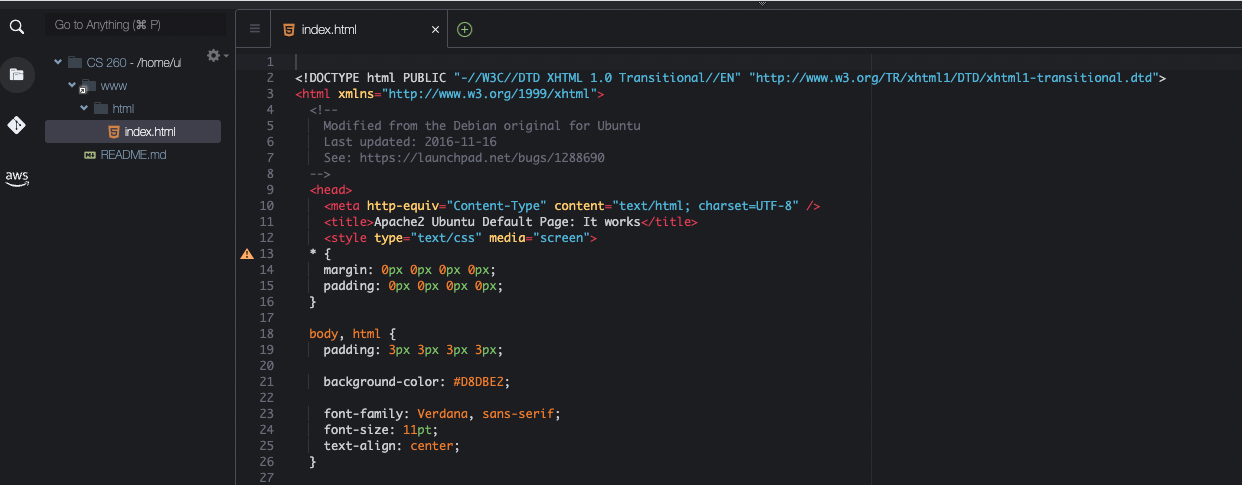 Go to Anything (⌘ P)
index.html
CS 260 - /home/ul
www
html
index.html
README.md
aws
1
2 <!DOCTYPE html PUBLIC "-//W3C//DTD XHTML 1.0 Transitional//EN" "http://www.w3.org/TR/xhtml1/DTD/xhtml1-transitional.dtd">
3 <html xmlns="http://www.w3.org/1999/xhtml">
4 <!--
5 Modified from the Debian original for Ubuntu
6 Last updated: 2016-11-16
7 See: https://launchpad.net/bugs/1288690
8 -->
9 <head>
10 <meta http-equiv="Content-Type" content="text/html; charset=UTF-8" />
11 <title>Apache2 Ubuntu Default Page: It works</title>
12 <style type="text/css" media="screen">
13 * {
14 margin: 0px 0px 0px 0px;
15 padding: 0px 0px 0px 0px;
16 }
17
18 body, html {
19 padding: 3px 3px 3px 3px;
20
21 background-color: #D8DBE2;
22
23 font-family: Verdana, sans-serif;
24 font-size: 11pt;
25 text-align: center;
26 }
27